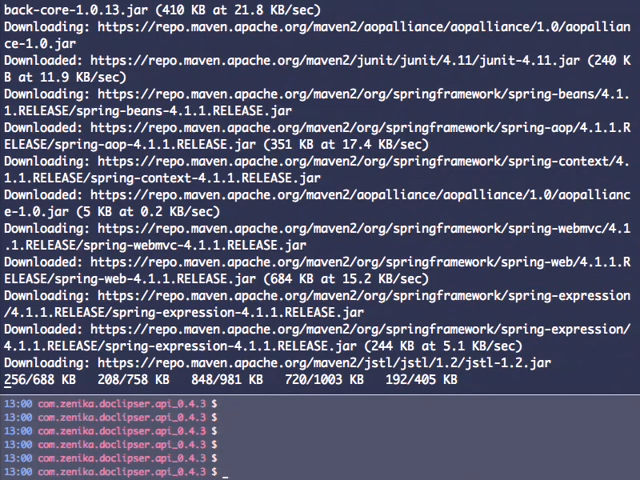 back-core-1.0.13.jar (410 KB at 21.8 KB/sec)
Downloading: https://repo.maven.apache.org/maven2/aopalliance/aopalliance/1.0/aopallian
ce-1.0.jar
Downloaded: https://repo.maven.apache.org/maven2/junit/junit/4.11/junit-4.11.jar (240 K
B at 11.9 KB/sec)
Downloading: https://repo.maven.apache.org/maven2/org/springframework/spring-beans/4.1.
1.RELEASE/spring-beans-4.1.1.RELEASE.jar
Downloaded: https://repo.maven.apache.org/maven2/org/springframework/spring-aop/4.1.1.R
ELEASE/spring-aop-4.1.1.RELEASE.jar (351 KB at 17.4 KB/sec)
Downloading: https://repo.maven.apache.org/maven2/org/springframework/spring-context/4.
1.1.RELEASE/spring-context-4.1.1.RELEASE.jar
Downloaded: https://repo.maven.apache.org/maven2/aopalliance/aopalliance/1.0/aopallianc
e-1.0.jar (5 KB at 0.2 KB/sec)
Downloading: https://repo.maven.apache.org/maven2/org/springframework/spring-webmvc/4.1
.1.RELEASE/spring-webmvc-4.1.1.RELEASE.jar
Downloaded: https://repo.maven.apache.org/maven2/org/springframework/spring-web/4.1.1.R
ELEASE/spring-web-4.1.1.RELEASE.jar (684 KB at 15.2 KB/sec)
Downloading: https://repo.maven.apache.org/maven2/org/springframework/spring-expression
/4.1.1.RELEASE/spring-expression-4.1.1.RELEASE.jar
Downloaded: https://repo.maven.apache.org/maven2/org/springframework/spring-expression/
4.1.1.RELEASE/spring-expression-4.1.1.RELEASE.jar (244 KB at 5.1 KB/sec)
Downloading: https://repo.maven.apache.org/maven2/jstl/jstl/1.2/jstl-1.2.jar
256/688 KB   208/758 KB   848/981 KB   720/1003 KB   192/405 KB
13:00 com.zenika.doclipser.api_0.4.3 $
13:00 com.zenika.doclipser.api_0.4.3 $
13:00 com.zenika.doclipser.api_0.4.3 $
13:00 com.zenika.doclipser.api_0.4.3 $
13:00 com.zenika.doclipser.api_0.4.3 $
13:00 com.zenika.doclipser.api_0.4.3 $ _